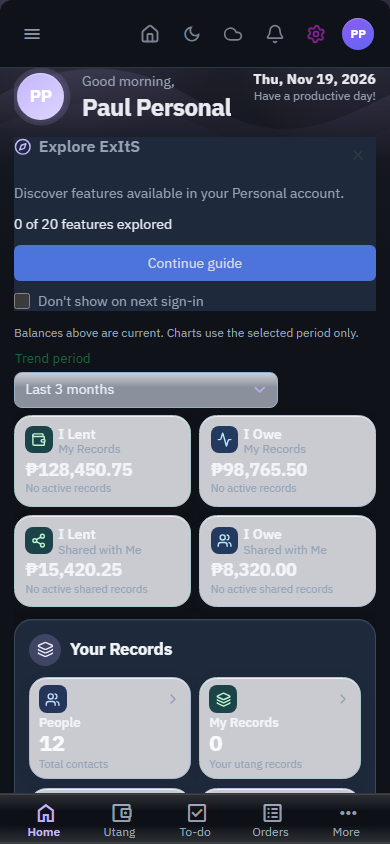 PP
PP
Good morning,
Paul Personal
Thu, Nov 19, 2026
Have a productive day!
Explore ExItS
Discover features available in your Personal account.
0 of 20 features explored
Continue guide
Don't show on next sign-in
Balances above are current. Charts use the selected period only.
Trend period
Last 3 months
I Lent
My Records
₱128,450.75
No active records
I Owe
My Records
₱98,765.50
No active records
I Lent
Shared with Me
₱15,420.25
No active shared records
I Owe
Shared with Me
₱8,320.00
No active shared records
Your Records
People
12
Total contacts
My Records
0
Your utang records
Home
Utang
To-do
Orders
More